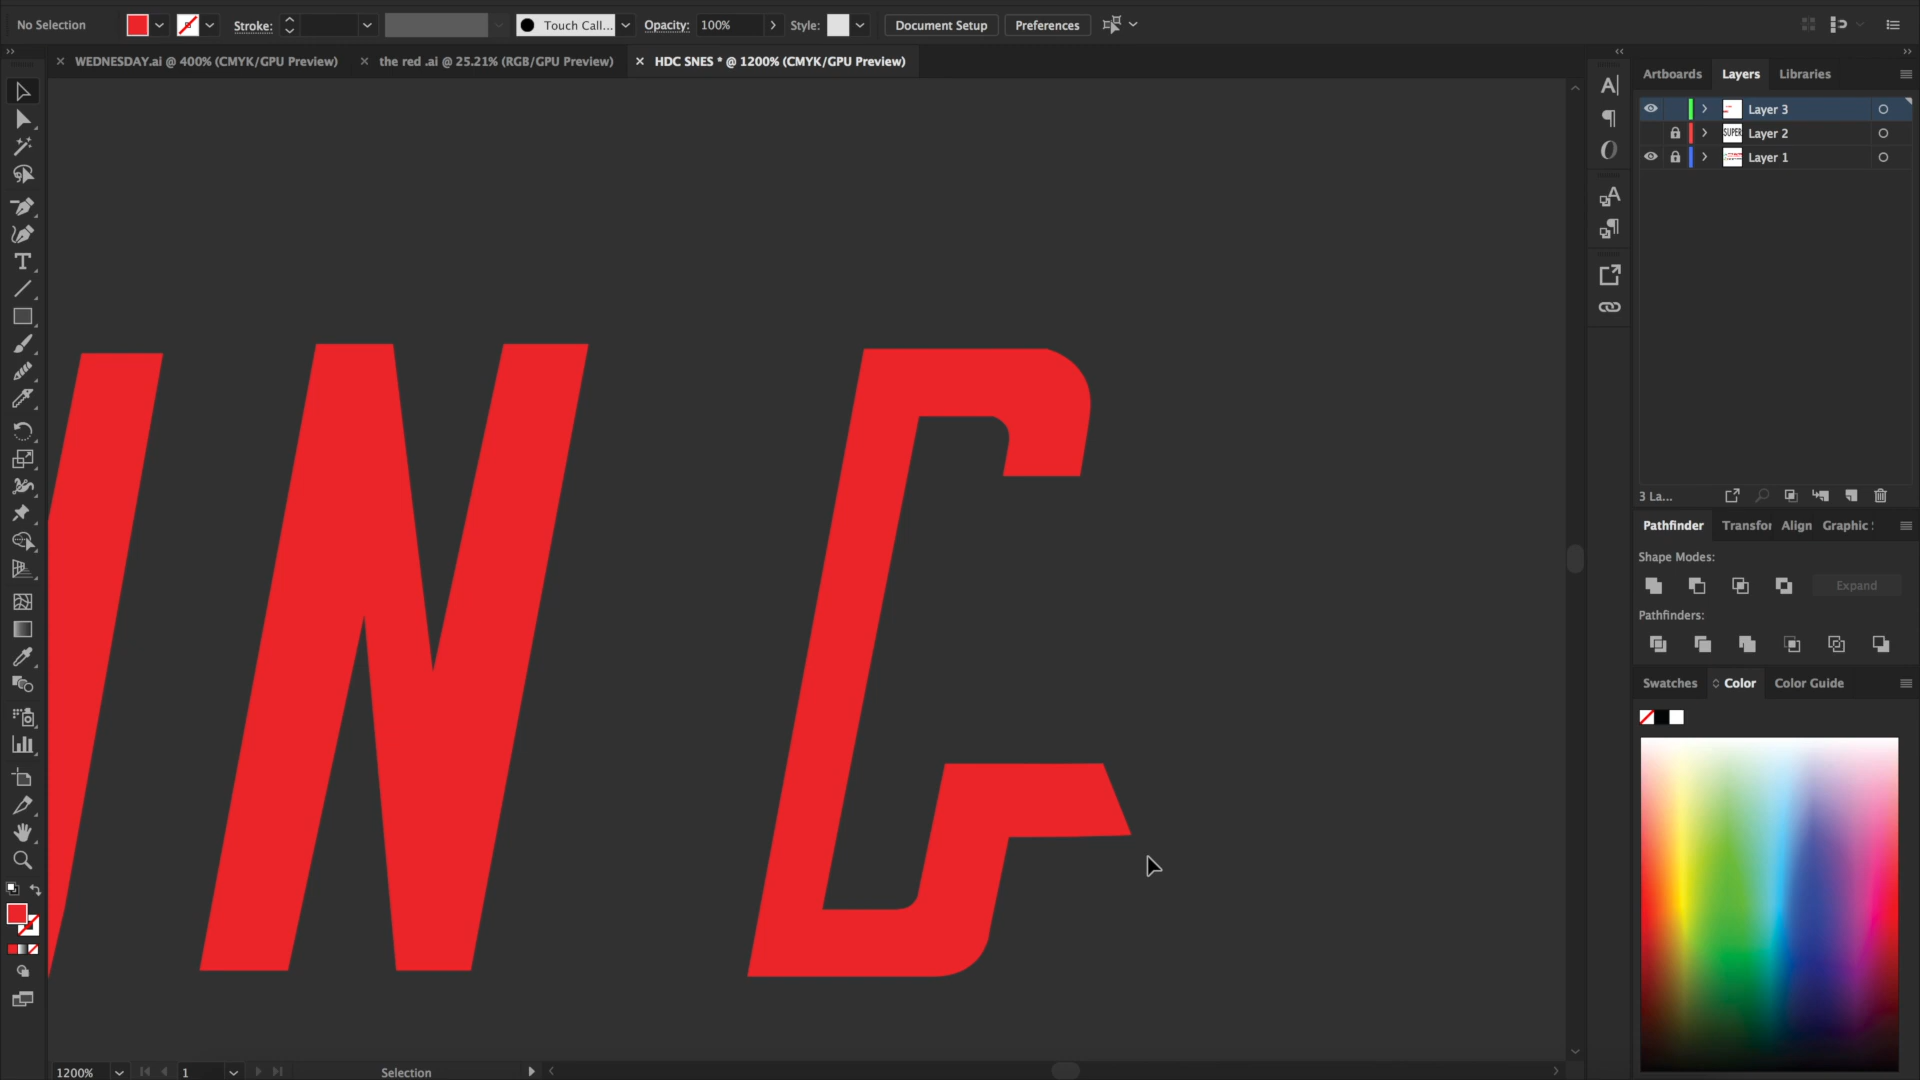 No Selection
Stroke:
Touch Call...
Opacity: 100%
Style:
Document Setup
Preferences
WEDNESDAY.ai @ 400% (CMYK/GPU Preview)
the red .ai @ 25.21% (RGB/GPU Preview)
HDC SNES * @ 1200% (CMYK/GPU Preview)
Artboards
Layers
Libraries
Layer 3
SUPER
Layer 2
Layer 1
3 La...
Pathfinder
Transfor
Align
Graphic
Shape Modes:
Expand
Pathfinders:
Swatches
Color
Color Guide
N
1200%
1
Selection